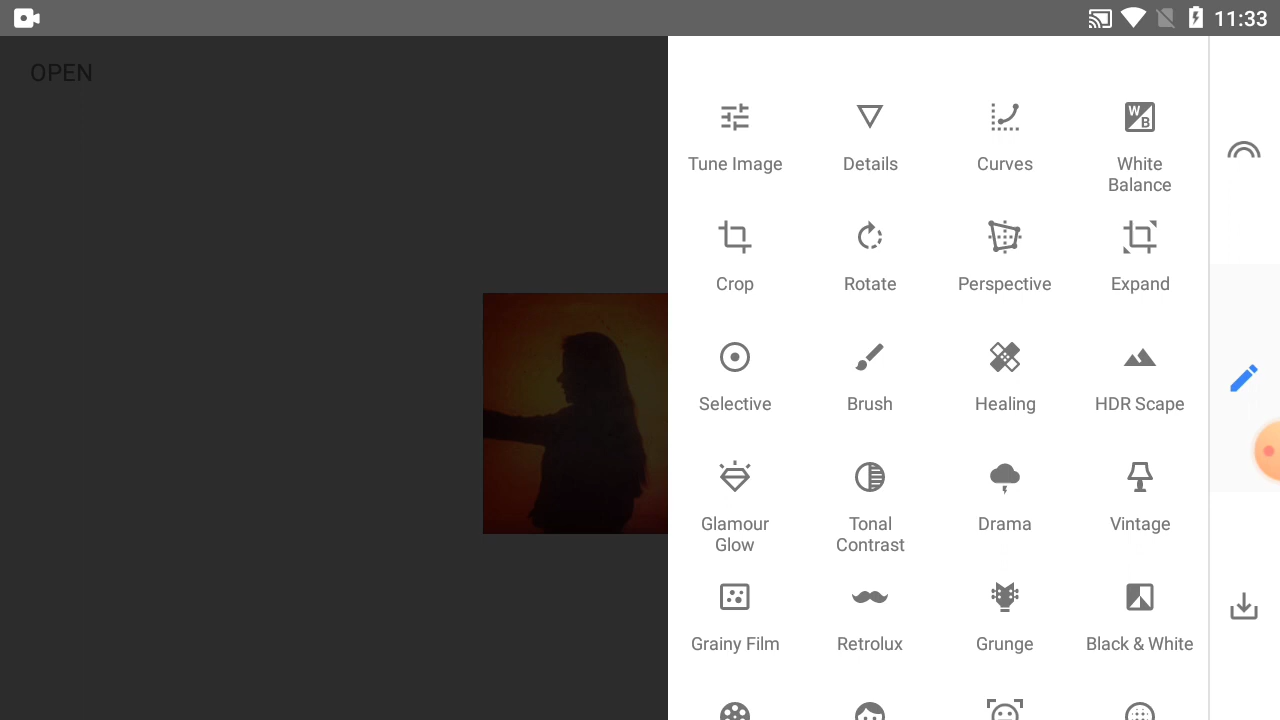 11:33
OPEN
Tune Image
Details
Curves
White
Balance
Crop
Rotate
Perspective
Expand
Selective
Brush
Healing
HDR Scape
Glamour
Glow
Tonal
Contrast
Drama
Vintage
Grainy Film
Retrolux
Grunge
Black & White